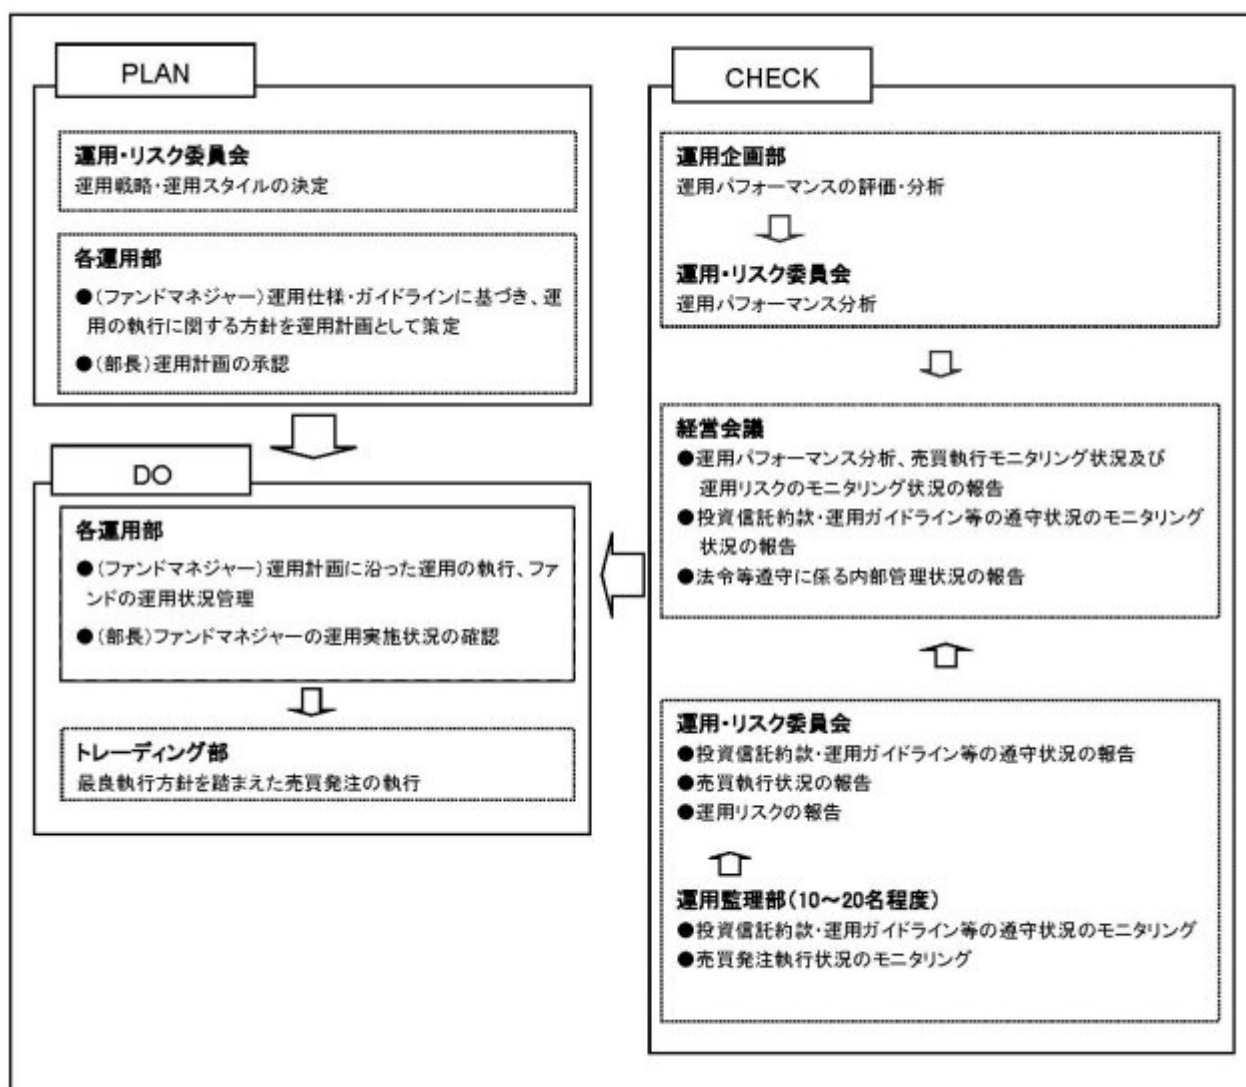 PLAN
運用・リスク委員会
運用戦略・運用スタイルの決定
各運用部
●(ファンドマネジャー)運用仕様・ガイドラインに基づき、運
用の執行に関する方針を運用計画として策定
●(部長)運用計画の承認
DO
各運用部
●(ファンドマネジャー)運用計画に沿った運用の執行、ファ
ンドの運用状況管理
●(部長)ファンドマネジャーの運用実施状況の確認
トレーディング部
最良執行方針を踏まえた売買発注の執行
CHECK
運用企画部
運用パフォーマンスの評価・分析
運用・リスク委員会
運用パフォーマンス分析
経営会議
●運用パフォーマンス分析、売買執行モニタリング状況及び
運用リスクのモニタリング状況の報告
●投資信託約款・運用ガイドライン等の遵守状況のモニタリング
状況の報告
●法令等遵守に係る内部管理状況の報告
運用・リスク委員会
●投資信託約款・運用ガイドライン等の遵守状況の報告
●売買執行状況の報告
●運用リスクの報告
運用監理部(10~20名程度)
●投資信託約款・運用ガイドライン等の遵守状況のモニタリング
●売買発注執行状況のモニタリング